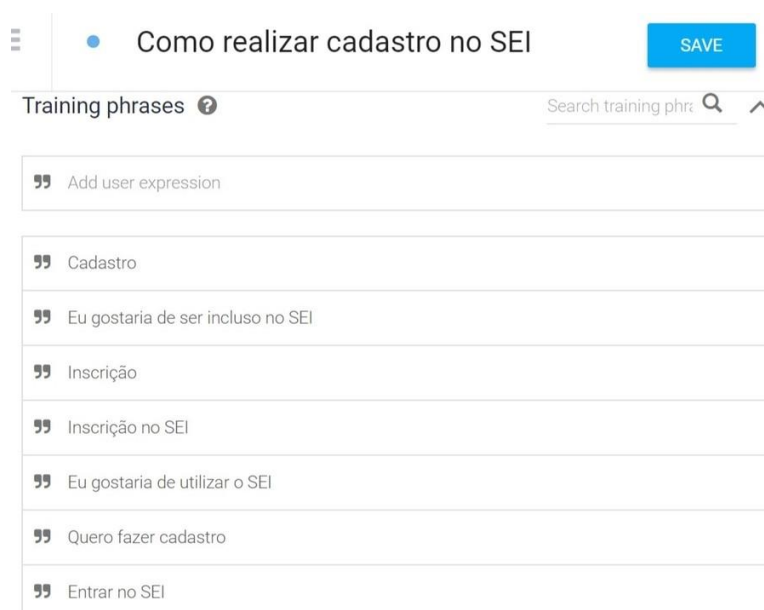 Como realizar cadastro no SEI
SAVE
Training phrases
Search training phra
Add user expression
Cadastro
Eu gostaria de ser incluso no SEI
Inscrição
Inscrição no SEI
Eu gostaria de utilizar o SEI
Quero fazer cadastro
Entrar no SEI